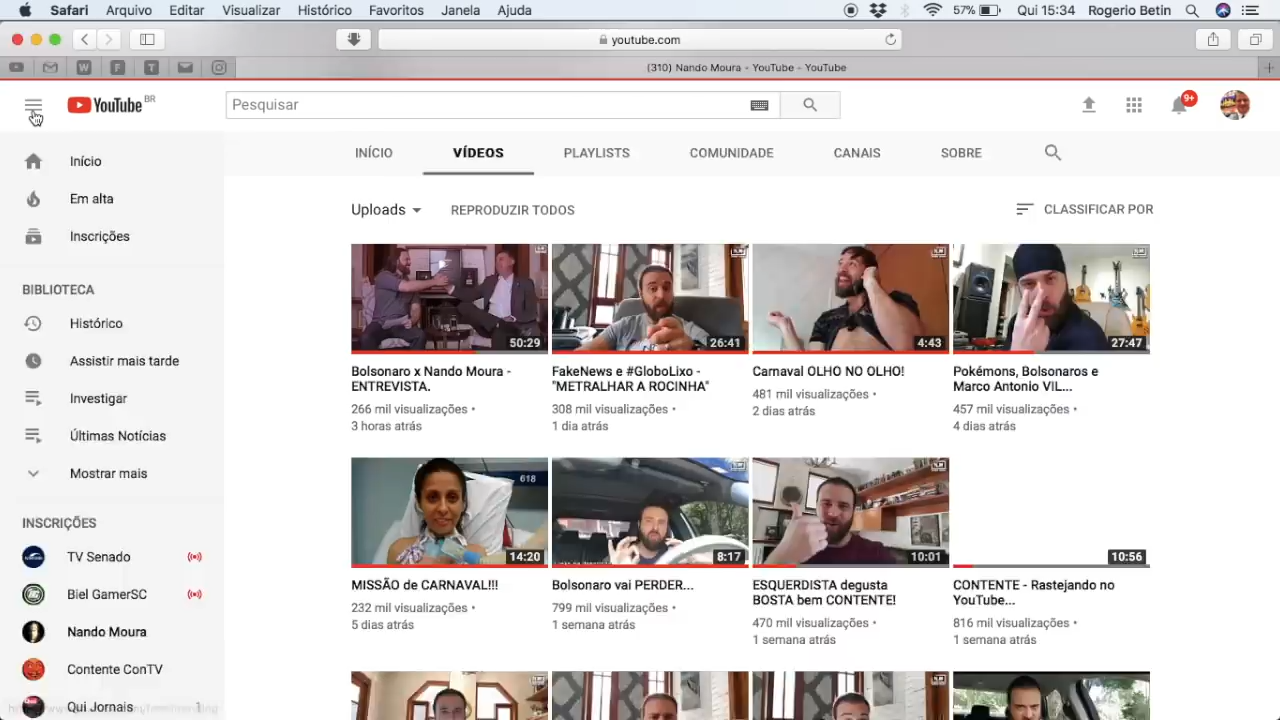 Safari Arquivo Editar Visualizar Histórico Favoritos Janela Ajuda 57% Qui 15:34 Rogerio Betin
youtube.com
W F T (310) Nando Moura - YouTube - YouTube
YouTube BR Pesquisar 9+
INÍCIO VÍDEOS PLAYLISTS COMUNIDADE CANAIS SOBRE
Início
Em alta
Inscrições
BIBLIOTECA
Histórico
Assistir mais tarde
Investigar
Últimas Notícias
Mostrar mais
INSCRIÇÕES
TV Senado
Biel GamerSC
Nando Moura
Contente ConTV
Qui Jornais 1
Uploads REPRODUZIR TODOS CLASSIFICAR POR
50:29
Bolsonaro x Nando Moura -
ENTREVISTA.
266 mil visualizações •
3 horas atrás
26:41
FakeNews e #GloboLixo -
"METRALHAR A ROCINHA"
308 mil visualizações •
1 dia atrás
4:43
Carnaval OLHO NO OLHO!
481 mil visualizações •
2 dias atrás
27:47
Pokémons, Bolsonaros e
Marco Antonio VIL...
457 mil visualizações •
4 dias atrás
618
14:20
MISSÃO de CARNAVAL!!!
232 mil visualizações •
5 dias atrás
8:17
Bolsonaro vai PERDER...
799 mil visualizações •
1 semana atrás
10:01
ESQUERDISTA degusta
BOSTA bem CONTENTE!
470 mil visualizações •
1 semana atrás
10:56
CONTENTE - Rastejando no
YouTube...
816 mil visualizações •
1 semana atrás